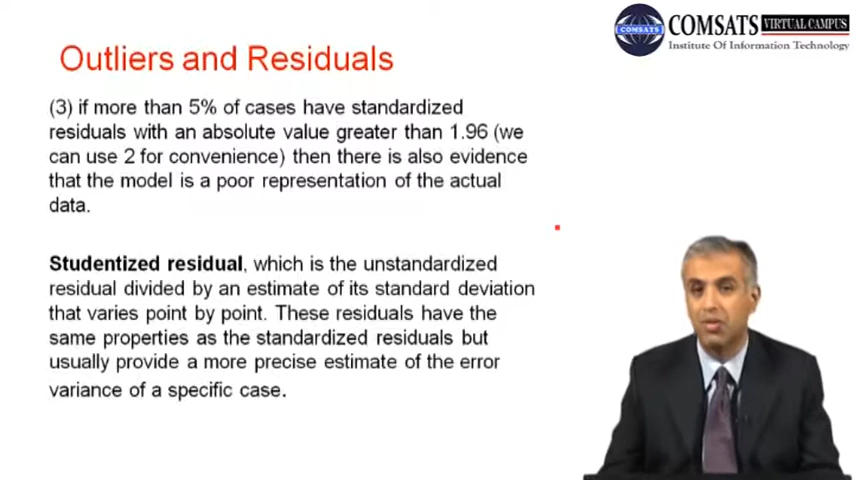 COMSATS VIRTUAL CAMPUS
COMSATS
Institute Of Information Technology
Outliers and Residuals
(3) if more than 5% of cases have standardized
residuals with an absolute value greater than 1.96 (we
can use 2 for convenience) then there is also evidence
that the model is a poor representation of the actual
data.
Studentized residual, which is the unstandardized
residual divided by an estimate of its standard deviation
that varies point by point. These residuals have the
same properties as the standardized residuals but
usually provide a more precise estimate of the error
variance of a specific case.